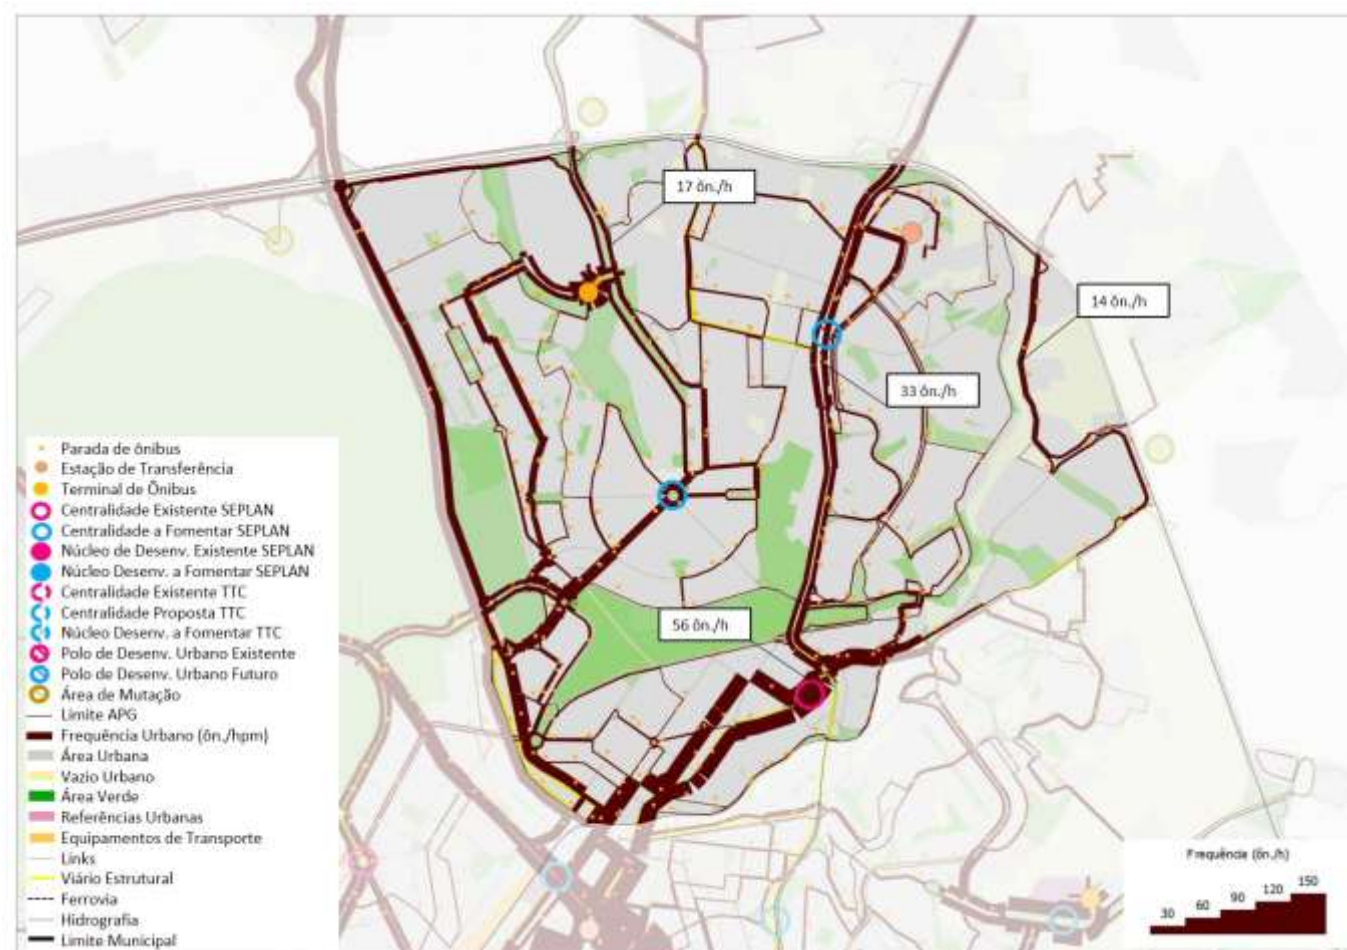 17 ôn./h
14 ôn./h
33 ôn./h
56 ôn./h
Parada de ônibus
Estação de Transferência
Terminal de Ônibus
Centralidade Existente SEPLAN
Centralidade a Fomentar SEPLAN
Núcleo de Desenv. Existente SEPLAN
Núcleo Desenv. a Fomentar SEPLAN
Centralidade Existente TTC
Centralidade Proposta TTC
Núcleo Desenv. a Fomentar TTC
Polo de Desenv. Urbano Existente
Polo de Desenv. Urbano Futuro
Área de Mutação
Limite APG
Frequência Urbano (ôn./hpm)
Área Urbana
Vazio Urbano
Área Verde
Referências Urbanas
Equipamentos de Transporte
Links
Viário Estrutural
Ferrovia
Hidrografia
Limite Municipal
Frequência (ôn./h)
30 60 90 120 150